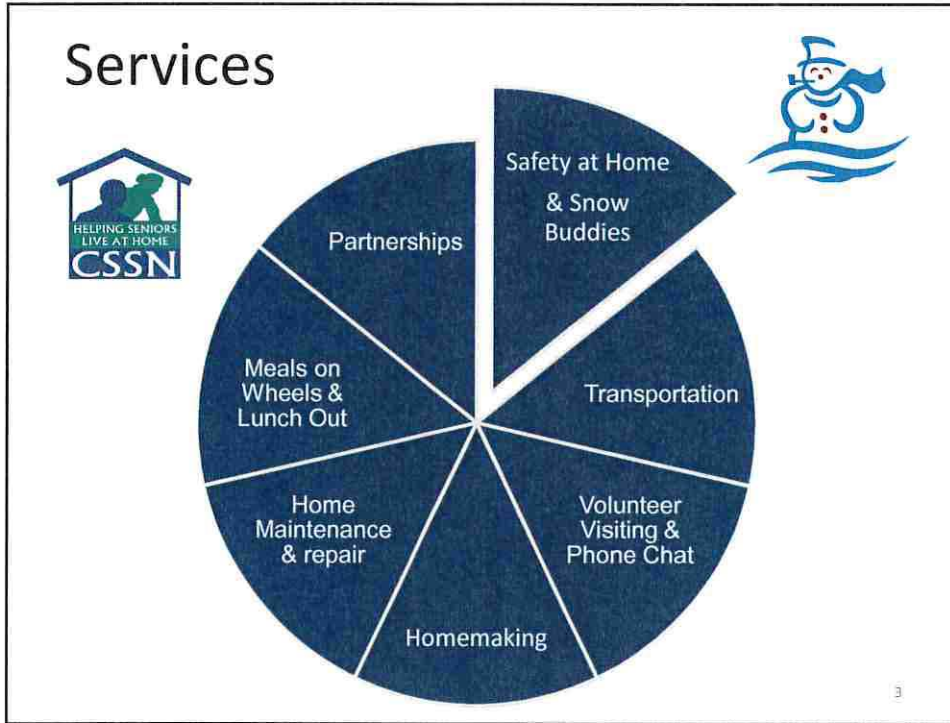 Services
HELPING SENIORS
LIVE AT HOME
CSSN
Safety at Home
& Snow
Buddies
Partnerships
Transportation
Meals on
Wheels &
Lunch Out
Home
Maintenance
& repair
Volunteer
Visiting &
Phone Chat
Homemaking
3